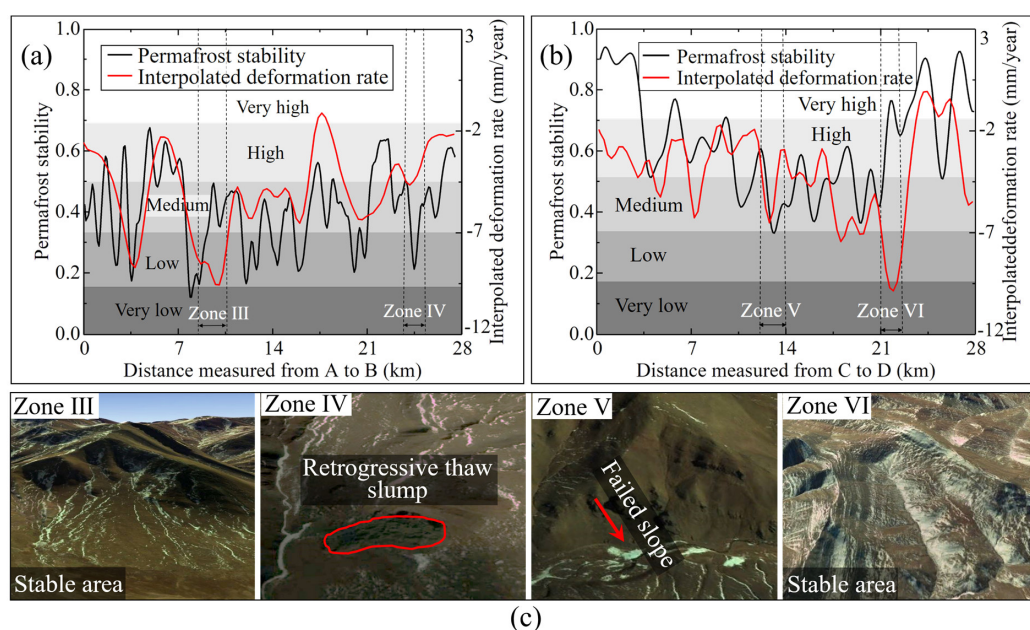 (a)
Permafrost stability
Interpolated deformation rate
Very high
High
Medium
Low
Very low
Zone III
Zone IV
1.0
0.8
0.6
0.4
0.2
0.0
Permafrost stability
3
-2
-7
-12
Interpolated deformation rate (mm/year)
0
7
14
21
28
Distance measured from A to B (km)
(b)
Permafrost stability
Interpolated deformation rate
Very high
High
Medium
Low
Very low
Zone V
Zone VI
1.0
0.8
0.6
0.4
0.2
0.0
Permafrost stability
3
-2
-7
-12
Interpolateddeformation rate (mm/year)
0
7
14
21
28
Distance measured from C to D (km)
Zone III
Stable area
Zone IV
Retrogressive thaw
slump
Zone V
Failed slope
Zone VI
Stable area
(c)